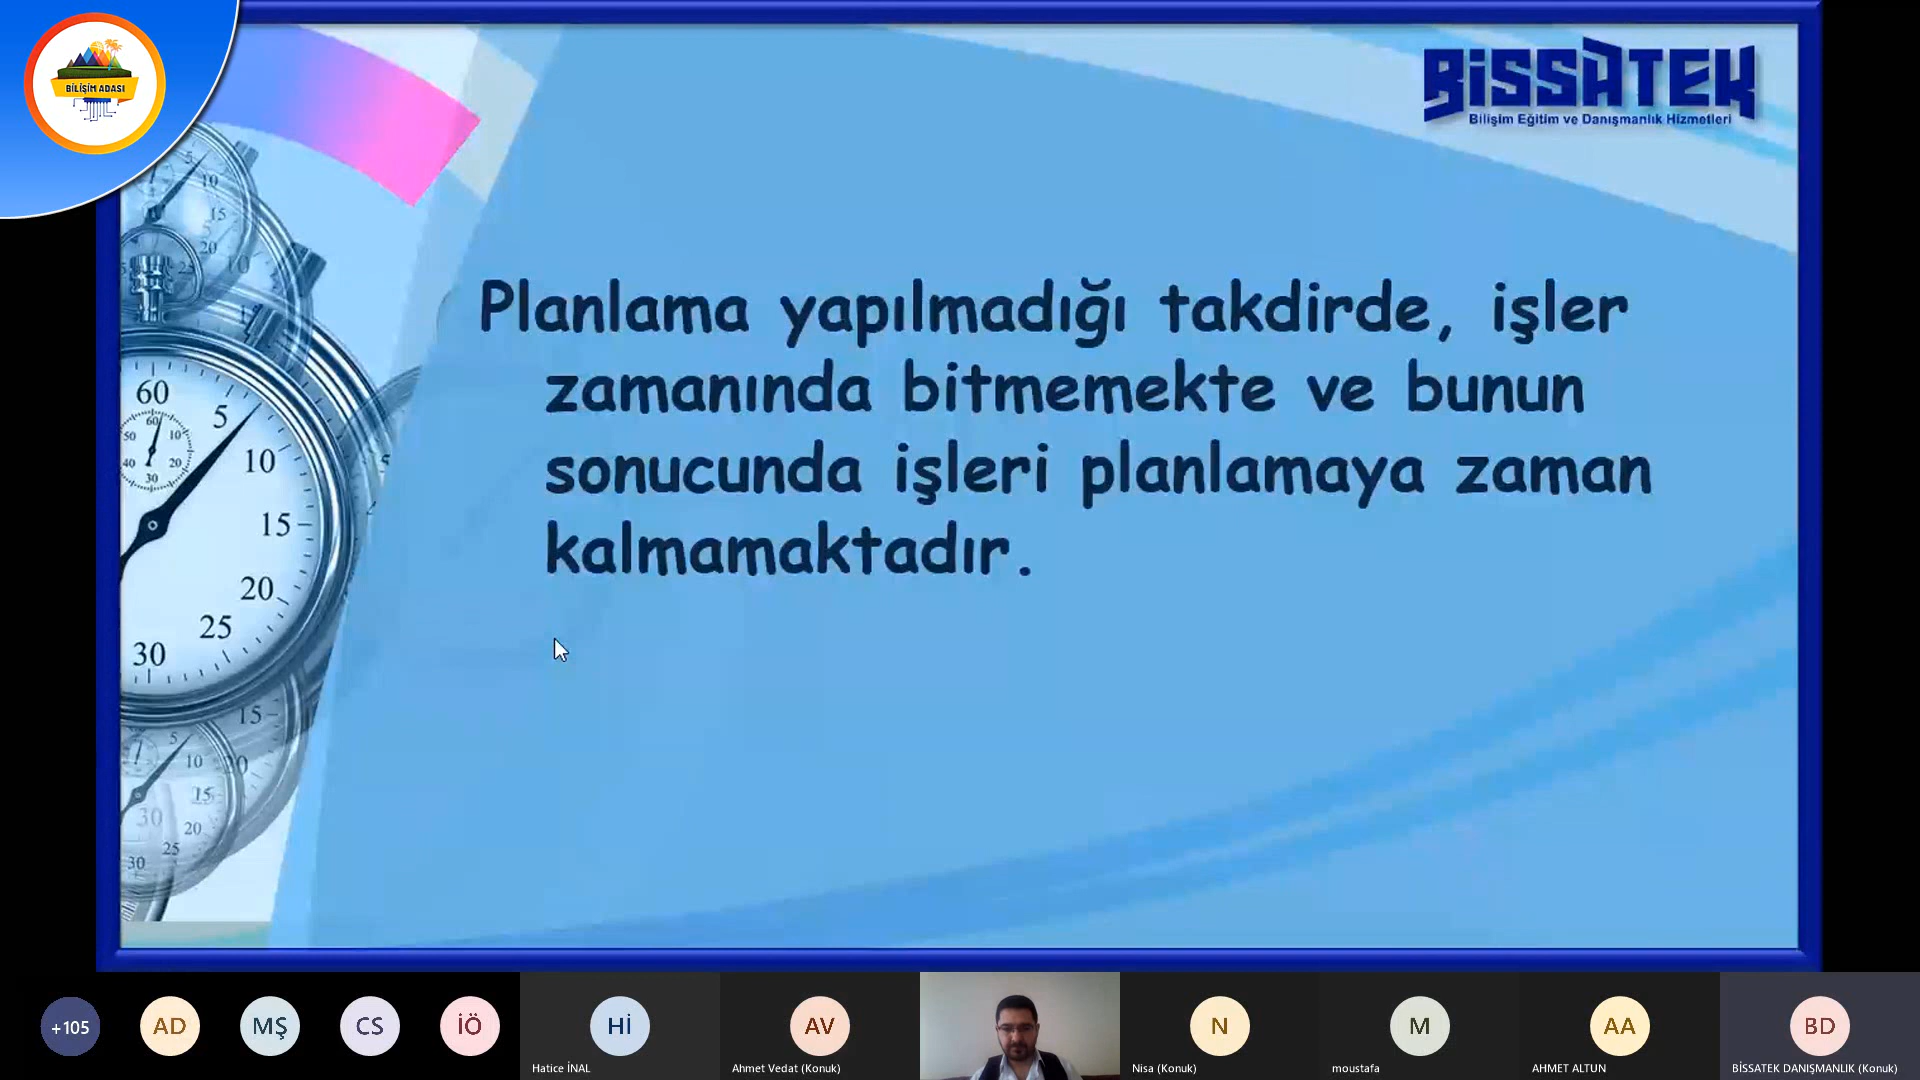 BİLİŞİM ADASI
BİSSATEK
Bilişim Eğitim ve Danışmanlık Hizmetleri
Planlama yapılmadığı takdirde, işler
zamanında bitmemekte ve bunun
sonucunda işleri planlamaya zaman
kalmamaktadır.
60
5
10
15
20
25
30
+105
AD
MŞ
CS
İÖ
Hİ
AV
N
M
AA
BD
Hatice İNAL
Ahmet Vedat (Konuk)
Nisa (Konuk)
moustafa
AHMET ALTUN
BİSSATEK DANIŞMANLIK (Konuk)